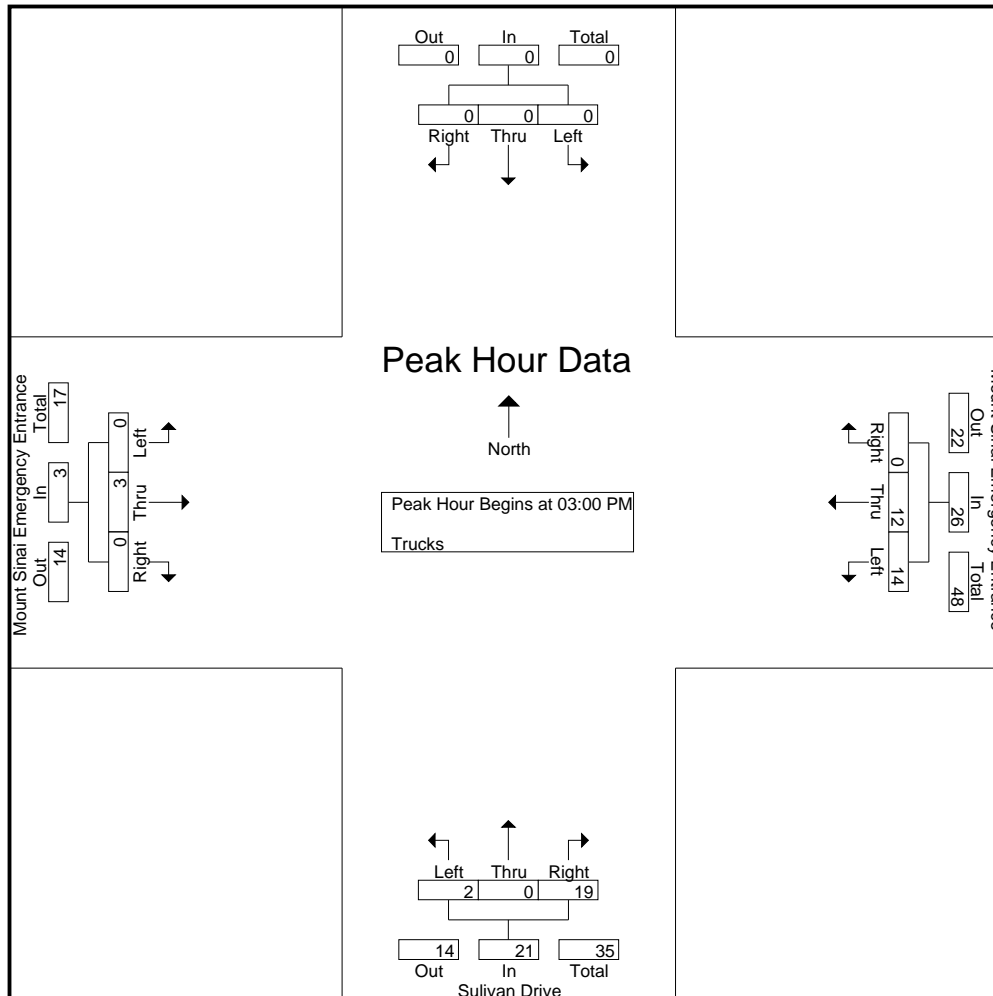 Out In Total
0 0 0
0 0 0
Right Thru Left
Peak Hour Data
North
Peak Hour Begins at 03:00 PM
Trucks
Mount Sinai Emergency Entrance
Total In Out
17 3 14
0 3 0
Left Thru Right
Right Thru Left
0 12 14
22 26 48
Out In Total
Left Thru Right
2 0 19
14 21 35
Out In Total
Sulivan Drive